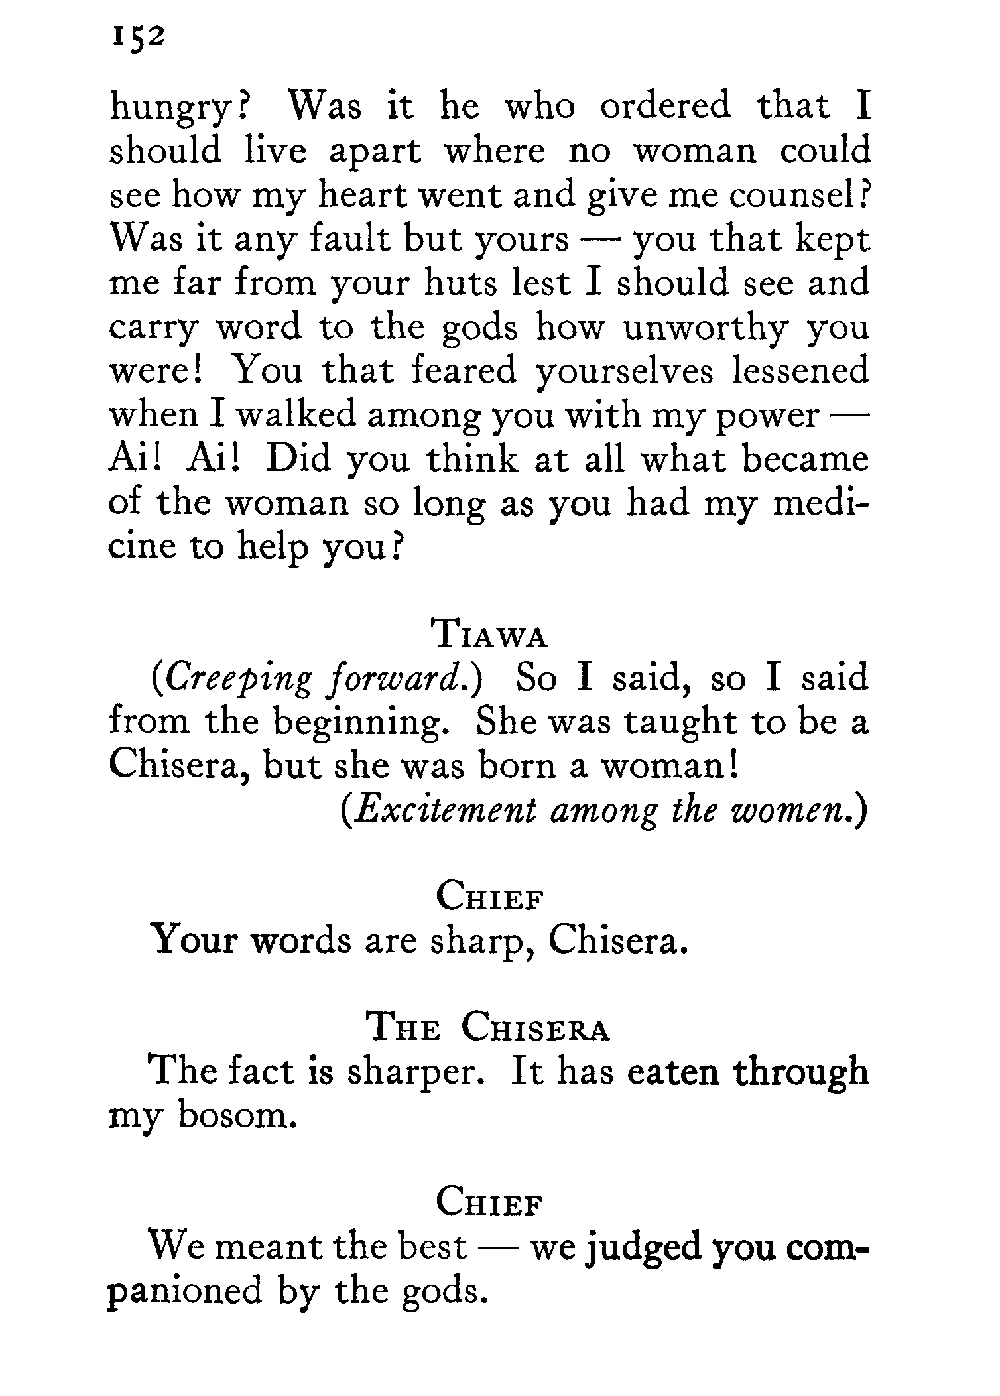 152
hungry? Was it he who ordered that I
should live apart where no woman could
see how my heart went and give me counsel?
Was it any fault but yours — you that kept
me far from your huts lest I should see and
carry word to the gods how unworthy you
were! You that feared yourselves lessened
when I walked among you with my power —
Ai! Ai! Did you think at all what became
of the woman so long as you had my medi-
cine to help you?
TIAWA
(Creeping forward.) So I said, so I said
from the beginning. She was taught to be a
Chisera, but she was born a woman!
(Excitement among the women.)
CHIEF
Your words are sharp, Chisera.
THE CHISERA
The fact is sharper. It has eaten through
my bosom.
CHIEF
We meant the best — we judged you com-
panioned by the gods.